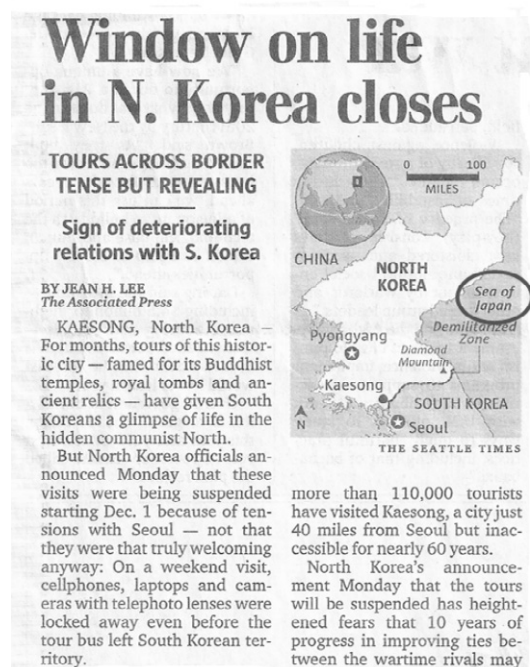 Window on life
in N. Korea closes
TOURS ACROSS BORDER
TENSE BUT REVEALING
Sign of deteriorating
relations with S. Korea
BY JEAN H. LEE
The Associated Press
KAESONG, North Korea —
For months, tours of this histor-
ic city — famed for its Buddhist
temples, royal tombs and an-
cient relics — have given South
Koreans a glimpse of life in the
hidden communist North.
But North Korea officials an-
nounced Monday that these
visits were being suspended
starting Dec. 1 because of ten-
sions with Seoul — not that
they were that truly welcoming
anyway: On a weekend visit,
cellphones, laptops and cam-
eras with telephoto lenses were
locked away even before the
tour bus left South Korean ter-
ritory.
0 100
MILES
CHINA
NORTH
KOREA
Sea of
Japan
Demilitarized
Zone
Pyongyang
Diamond
Mountain
Kaesong
SOUTH KOREA
N
Seoul
THE SEATTLE TIMES
more than 110,000 tourists
have visited Kaesong, a city just
40 miles from Seoul but inac-
cessible for nearly 60 years.
North Korea's announce-
ment Monday that the tours
will be suspended has height-
ened fears that 10 years of
progress in improving ties be-
tween the wartime rivals may